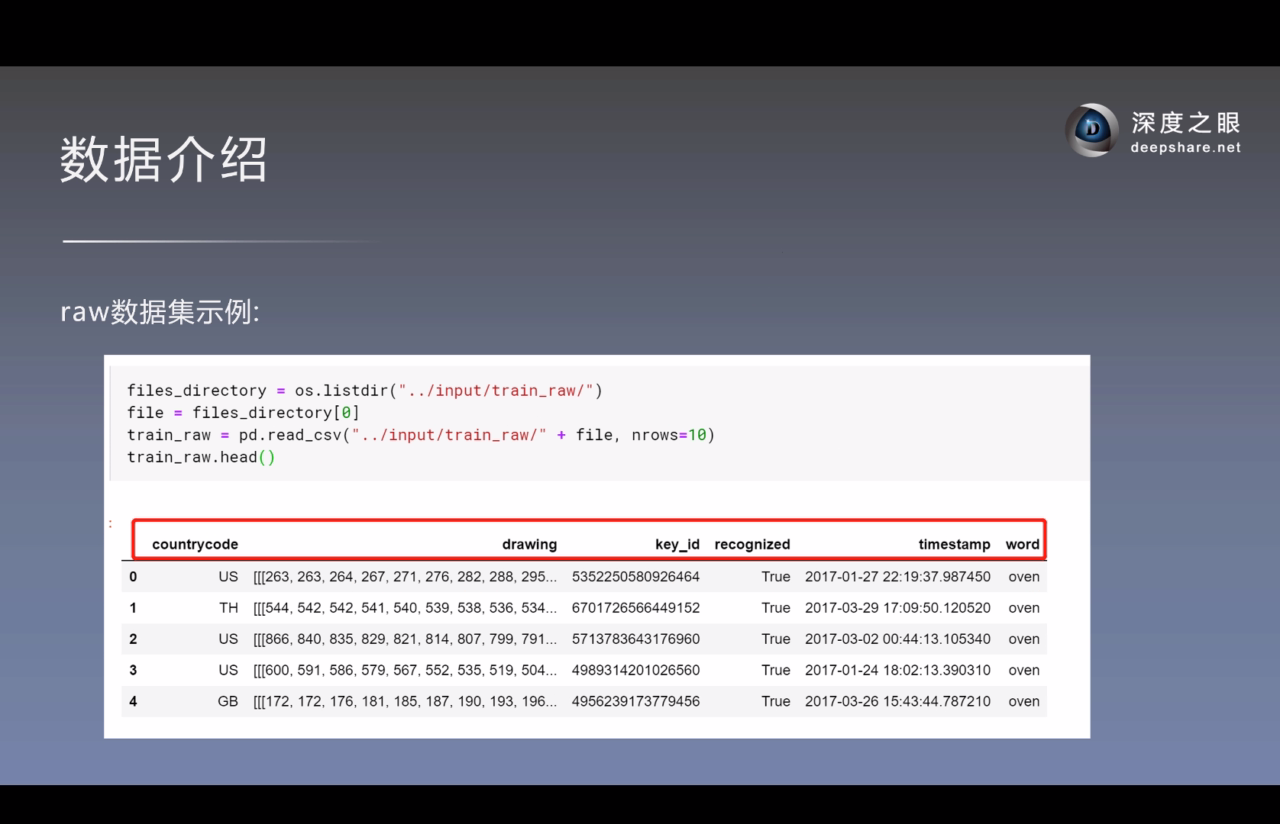 深度之眼
deepshare.net
数据介绍
raw数据集示例:
files_directory = os.listdir("../input/train_raw/")
file = files_directory[0]
train_raw = pd.read_csv("../input/train_raw/" + file, nrows=10)
train_raw.head()
:
countrycode drawing key_id recognized timestamp word
0 US [[[263, 263, 264, 267, 271, 276, 282, 288, 295... 5352250580926464 True 2017-01-27 22:19:37.987450 oven
1 TH [[[544, 542, 542, 541, 540, 539, 538, 536, 534... 6701726566449152 True 2017-03-29 17:09:50.120520 oven
2 US [[[866, 840, 835, 829, 821, 814, 807, 799, 791... 5713783643176960 True 2017-03-02 00:44:13.105340 oven
3 US [[[600, 591, 586, 579, 567, 552, 535, 519, 504... 4989314201026560 True 2017-01-24 18:02:13.390310 oven
4 GB [[[172, 172, 176, 181, 185, 187, 190, 193, 196... 4956239173779456 True 2017-03-26 15:43:44.787210 oven